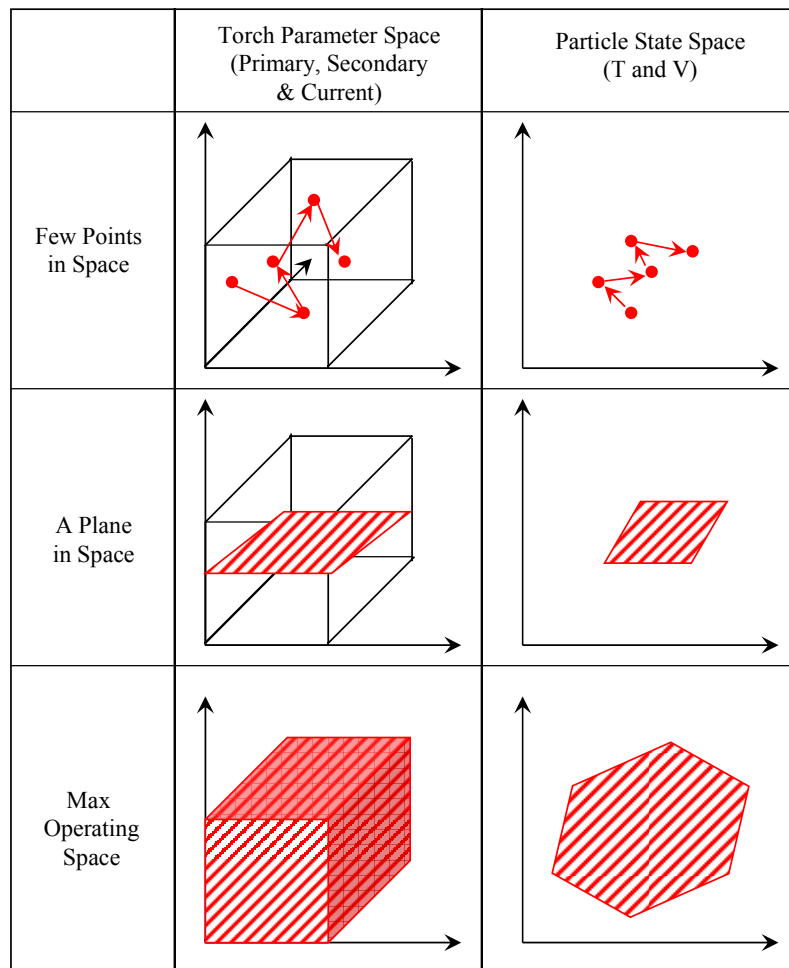 Torch Parameter Space
(Primary, Secondary
& Current)
Particle State Space
(T and V)
Few Points
in Space
A Plane
in Space
Max
Operating
Space